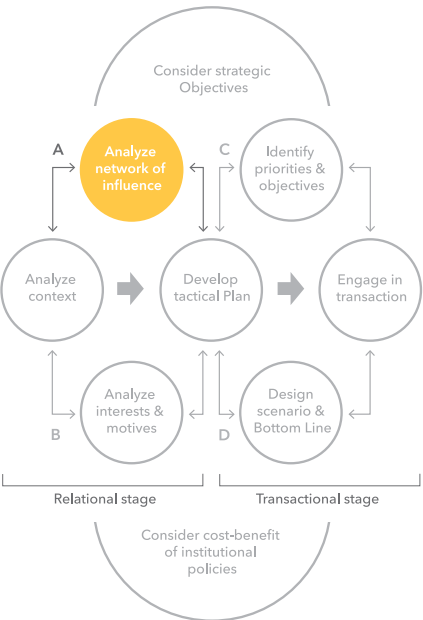 Consider strategic
Objectives
A
Analyze
network of
influence
C
Identify
priorities &
objectives
Analyze
context
Develop
tactical Plan
Engage in
transaction
B
Analyze
interests &
motives
D
Design
scenario &
Bottom Line
Relational stage
Transactional stage
Consider cost-benefit
of institutional
policies